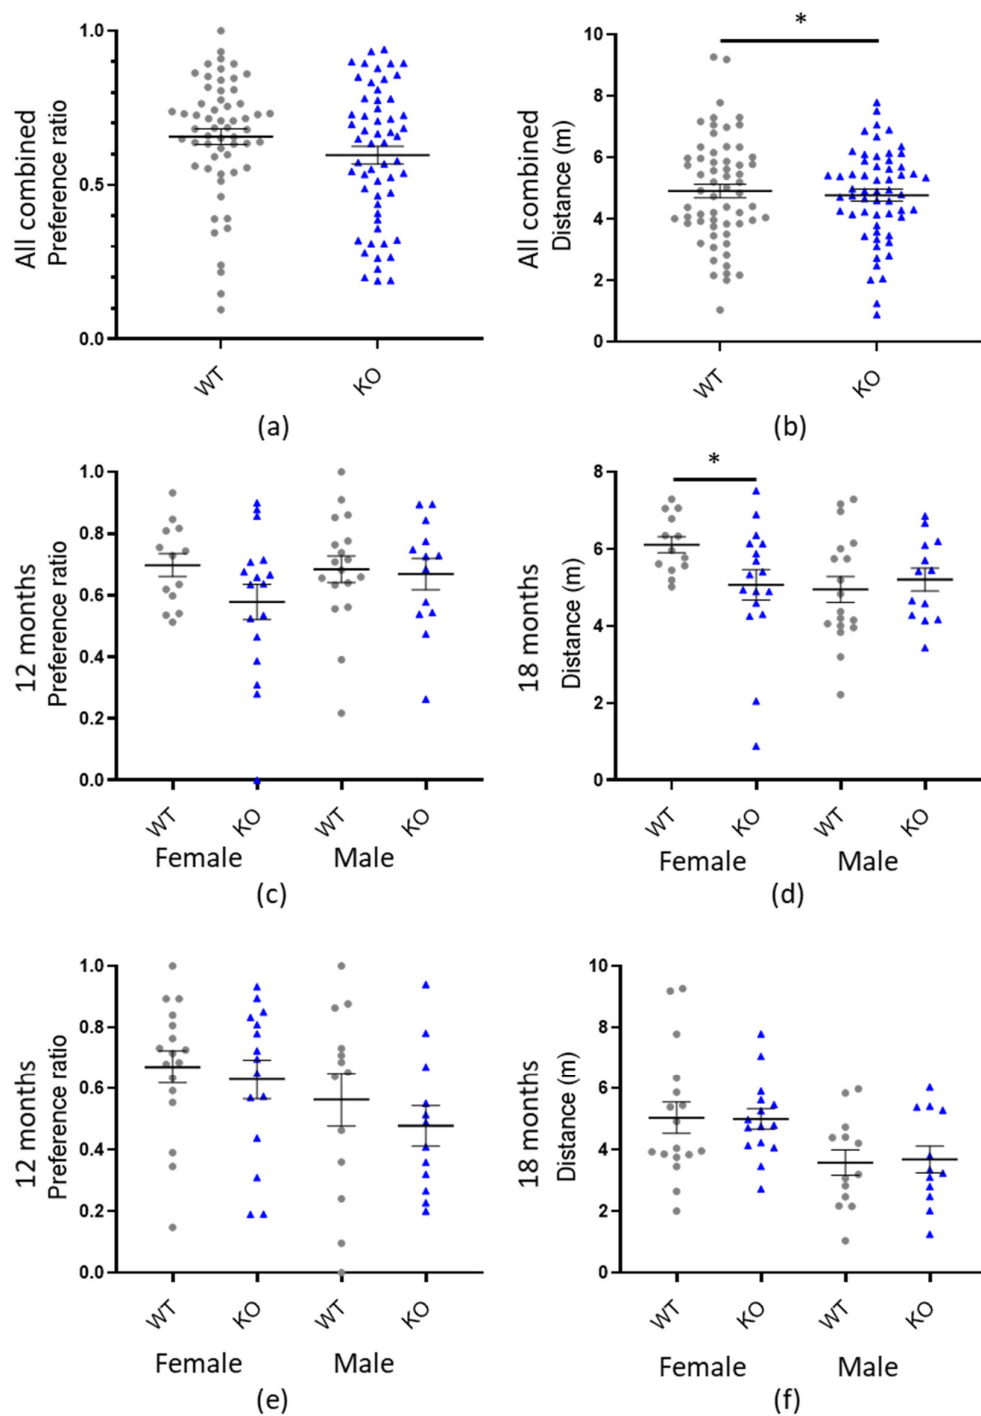 All combined
Preference ratio
1.0
0.5
0.0
WT
KO
(a)
All combined
Distance (m)
10
8
6
4
2
0
*
WT
KO
(b)
12 months
Preference ratio
1.0
0.8
0.6
0.4
0.2
0.0
WT
KO
WT
KO
Female
Male
(c)
18 months
Distance (m)
8
6
4
2
0
*
WT
KO
WT
KO
Female
Male
(d)
12 months
Preference ratio
1.0
0.8
0.6
0.4
0.2
0.0
WT
KO
WT
KO
Female
Male
(e)
18 months
Distance (m)
10
8
6
4
2
0
WT
KO
WT
KO
Female
Male
(f)